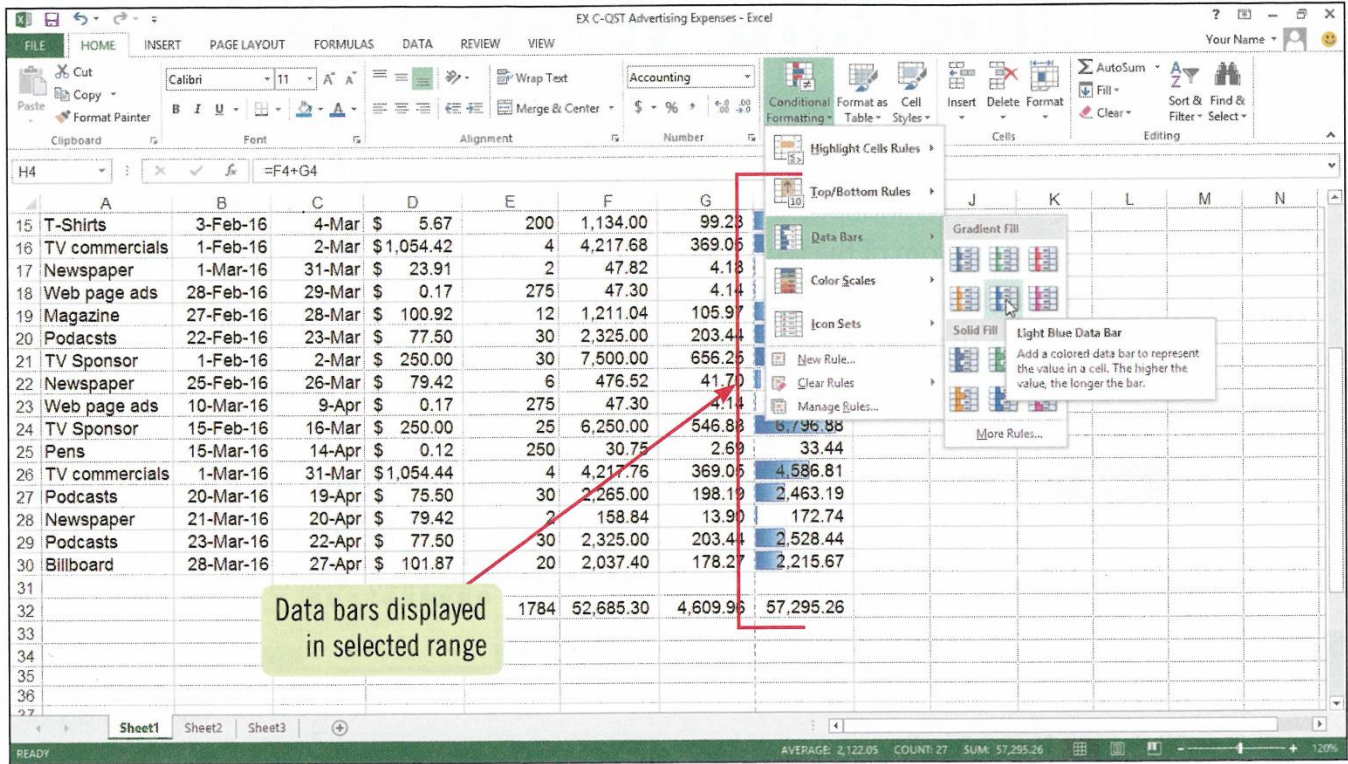 EX C-QST Advertising Expenses - Excel
?
Your Name
FILE HOME INSERT PAGE LAYOUT FORMULAS DATA REVIEW VIEW
Cut
Copy
Format Painter
Paste
Clipboard
Calibri 11 A A
B I U A
Font
Wrap Text
Merge & Center
Alignment
Accounting
$ % ,
Number
Conditional Formatting
Format as Table
Cell Styles
Insert Delete Format
Cells
AutoSum
Fill
Clear
Sort & Filter
Find & Select
Editing
H4 fx =F4+G4
A B C D E F G J K L M N
15 T-Shirts 3-Feb-16 4-Mar $ 5.67 200 1,134.00 99.23
16 TV commercials 1-Feb-16 2-Mar $1,054.42 4 4,217.68 369.05
17 Newspaper 1-Mar-16 31-Mar $ 23.91 2 47.82 4.18
18 Web page ads 28-Feb-16 29-Mar $ 0.17 275 47.30 4.14
19 Magazine 27-Feb-16 28-Mar $ 100.92 12 1,211.04 105.97
20 Podacsts 22-Feb-16 23-Mar $ 77.50 30 2,325.00 203.44
21 TV Sponsor 1-Feb-16 2-Mar $ 250.00 30 7,500.00 656.25
22 Newspaper 25-Feb-16 26-Mar $ 79.42 6 476.52 41.70
23 Web page ads 10-Mar-16 9-Apr $ 0.17 275 47.30 4.14
24 TV Sponsor 15-Feb-16 16-Mar $ 250.00 25 6,250.00 546.88 6,796.88
25 Pens 15-Mar-16 14-Apr $ 0.12 250 30.75 2.69 33.44
26 TV commercials 1-Mar-16 31-Mar $1,054.44 4 4,217.76 369.05 4,586.81
27 Podcasts 20-Mar-16 19-Apr $ 75.50 30 2,265.00 198.19 2,463.19
28 Newspaper 21-Mar-16 20-Apr $ 79.42 2 158.84 13.90 172.74
29 Podcasts 23-Mar-16 22-Apr $ 77.50 30 2,325.00 203.44 2,528.44
30 Billboard 28-Mar-16 27-Apr $ 101.87 20 2,037.40 178.27 2,215.67
31
32 1784 52,685.30 4,609.96 57,295.26
33
34
35
36
37
Highlight Cells Rules
Top/Bottom Rules
Data Bars
Color Scales
Icon Sets
New Rule...
Clear Rules
Manage Rules...
Gradient Fill
Solid Fill
Light Blue Data Bar
Add a colored data bar to represent
the value in a cell. The higher the
value, the longer the bar.
More Rules...
Data bars displayed
in selected range
Sheet1 Sheet2 Sheet3
READY AVERAGE: 2,122.05 COUNT: 27 SUM: 57,295.26 120%